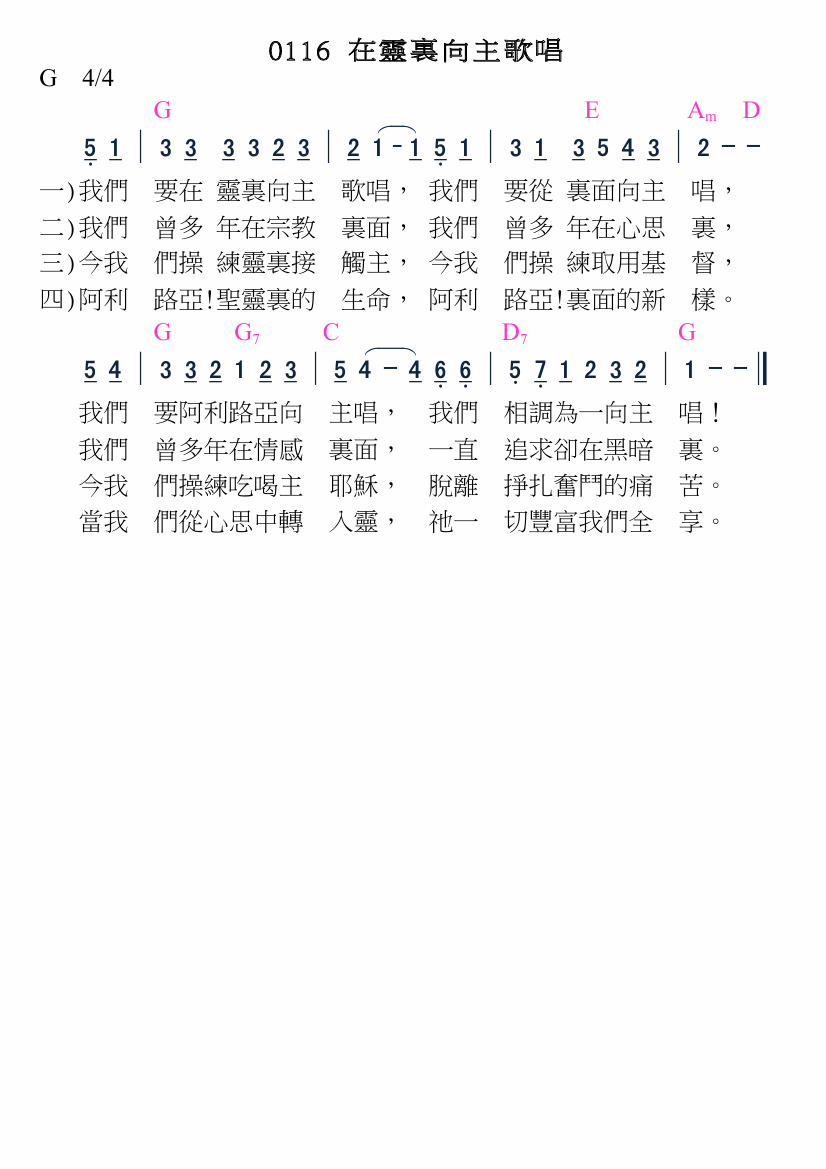 0116 在靈裏向主歌唱
G 4/4
G E Am D
5 1 | 3 3 3 3 2 3 | 2 1 - 1 5 1 | 3 1 3 5 4 3 | 2 - -
一)我們 要在 靈裏向主 歌唱, 我們 要從 裏面向主 唱,
二)我們 曾多 年在宗教 裏面, 我們 曾多 年在心思 裏,
三)今我 們操 練靈裏接 觸主, 今我 們操 練取用基 督,
四)阿利 路亞!聖靈裏的 生命, 阿利 路亞!裏面的新 樣。
G G7 C D7 G
5 4 | 3 3 2 1 2 3 | 5 4 - 4 6 6 | 5 7 1 2 3 2 | 1 - - ‖
我們 要阿利路亞向 主唱, 我們 相調為一向主 唱!
我們 曾多年在情感 裏面, 一直 追求卻在黑暗 裏。
今我 們操練吃喝主 耶穌, 脫離 掙扎奮鬥的痛 苦。
當我 們從心思中轉 入靈, 祂一 切豐富我們全 享。